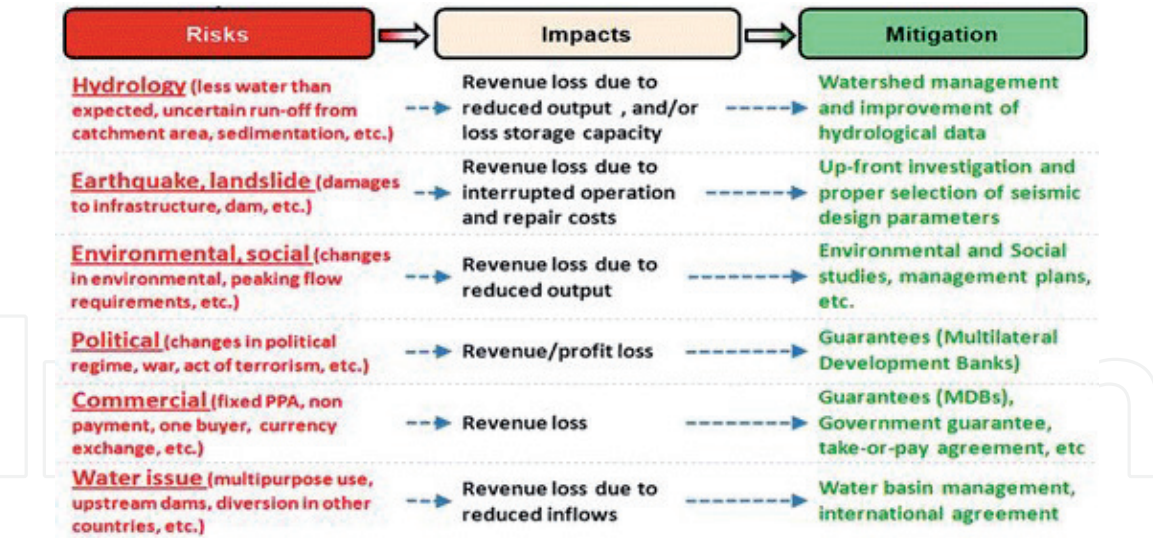 Risks
Impacts
Mitigation
Hydrology (less water than
expected, uncertain run-off from
catchment area, sedimentation, etc.)
Revenue loss due to
reduced output , and/or
loss storage capacity
Watershed management
and improvement of
hydrological data
Earthquake, landslide (damages
to infrastructure, dam, etc.)
Revenue loss due to
interrupted operation
and repair costs
Up-front investigation and
proper selection of seismic
design parameters
Environmental, social (changes
in environmental, peaking flow
requirements, etc.)
Revenue loss due to
reduced output
Environmental and Social
studies, management plans,
etc.
Political (changes in political
regime, war, act of terrorism, etc.)
Revenue/profit loss
Guarantees (Multilateral
Development Banks)
Commercial (fixed PPA, non
payment, one buyer, currency
exchange, etc.)
Revenue loss
Guarantees (MDBs),
Government guarantee,
take-or-pay agreement, etc
Water issue (multipurpose use,
upstream dams, diversion in other
countries, etc.)
Revenue loss due to
reduced inflows
Water basin management,
international agreement